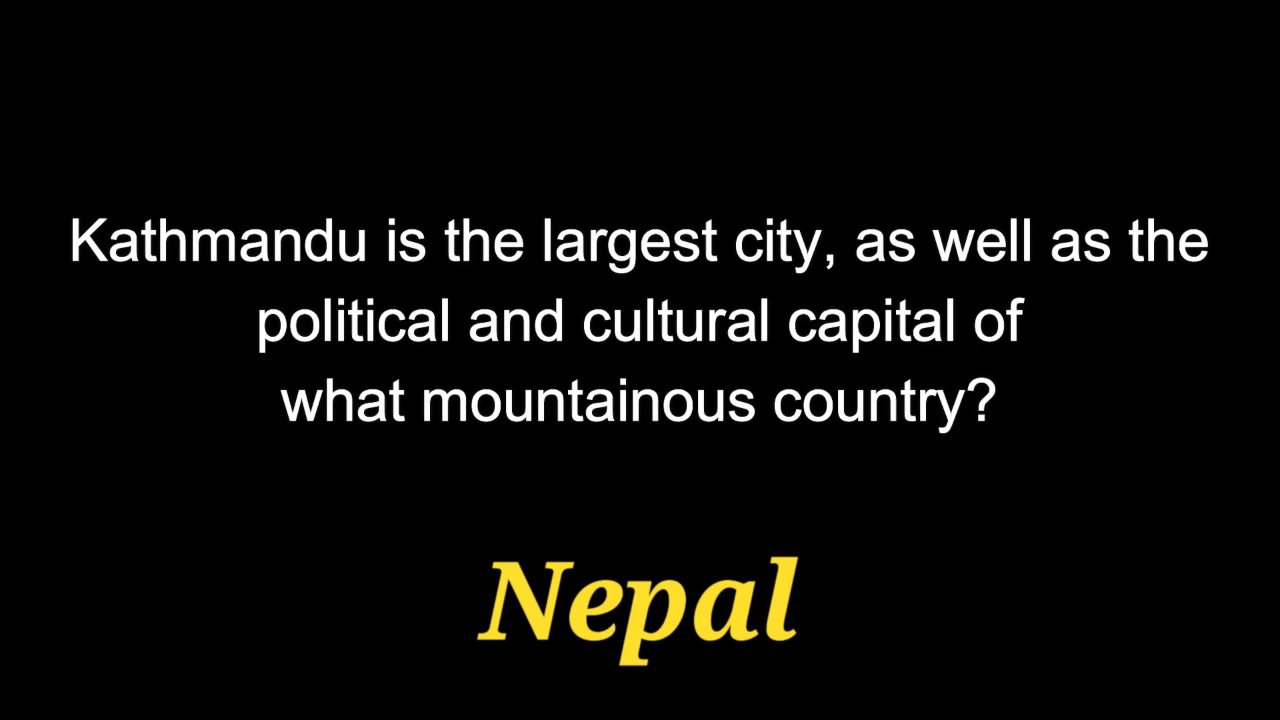 Kathmandu is the largest city, as well as the
political and cultural capital of
what mountainous country?
Nepal